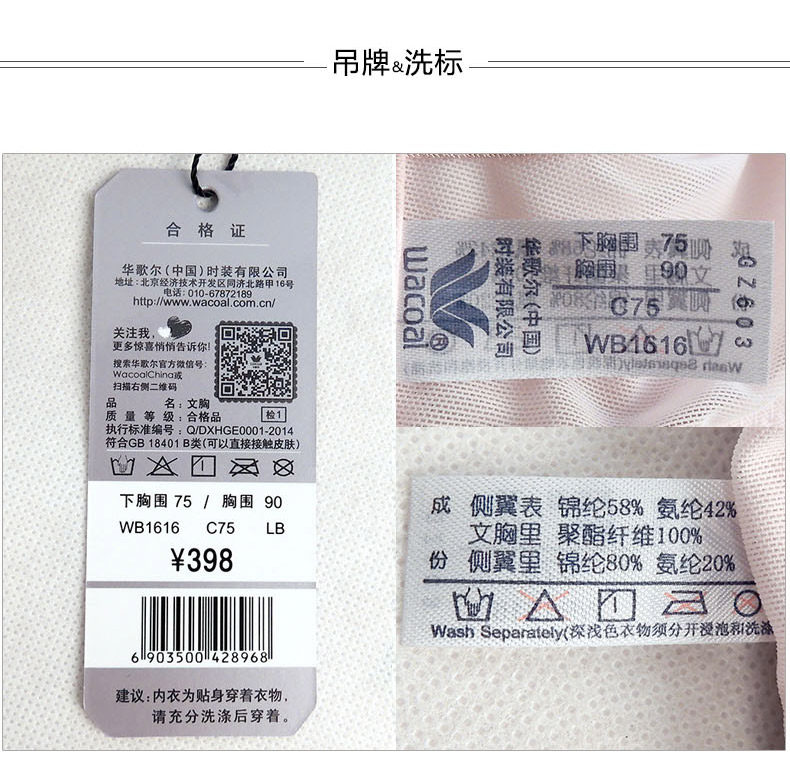 吊牌&洗标
合格证
华歌尔(中国)时装有限公司
地址:北京经济技术开发区同济北路甲16号
电话:010-67872189
http://www.wacoal.com.cn/
关注我,
更多惊喜悄悄告诉你!
搜索华歌尔官方微信号:
WacoalChina或
扫描右侧二维码
品 名:文胸
质量等级:合格品
检1
执行标准编号:Q/DXHGE0001-2014
符合GB 18401 B类(可以直接接触皮肤)
下胸围 75 / 胸围 90
WB1616 C75 LB
¥398
6 903500 428968
建议:内衣为贴身穿着衣物,
请充分洗涤后穿着。
wacoal®
华歌尔(中国)
时装有限公司
下胸围 75
胸围 90
C75
WB1616
GZ603
成 侧翼表 锦纶58% 氨纶42%
文胸里 聚酯纤维100%
份 侧翼里 锦纶80% 氨纶20%
Wash Separately(深浅色衣物须分开浸泡和洗涤